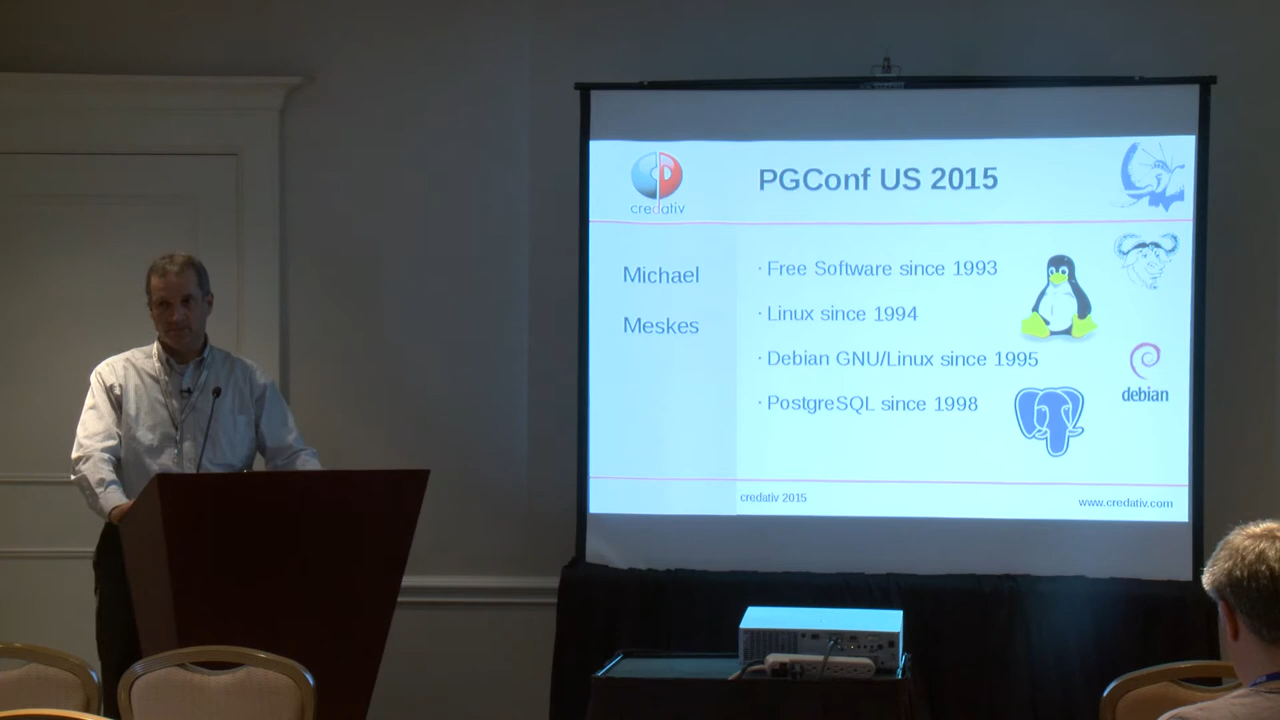 PGConf US 2015
credativ
Michael
Meskes
· Free Software since 1993
· Linux since 1994
· Debian GNU/Linux since 1995
· PostgreSQL since 1998
debian
credativ 2015
www.credativ.com